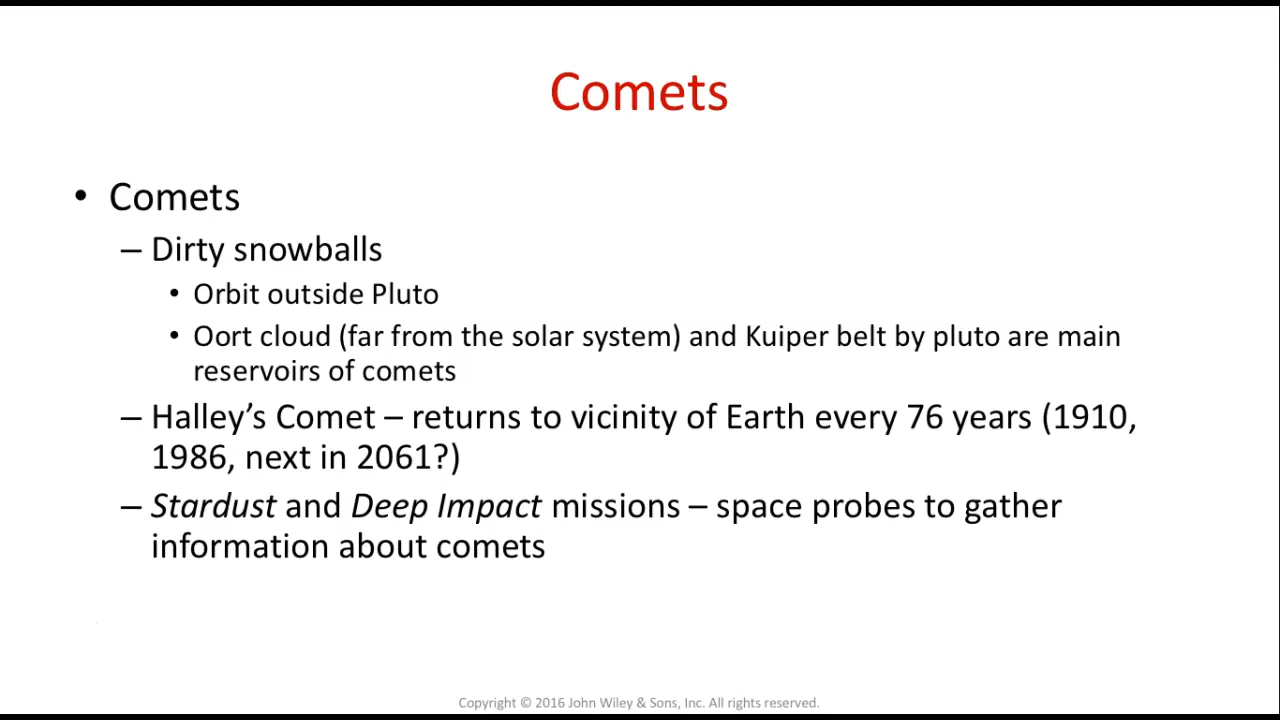 Comets
• Comets
– Dirty snowballs
• Orbit outside Pluto
• Oort cloud (far from the solar system) and Kuiper belt by pluto are main
reservoirs of comets
– Halley’s Comet – returns to vicinity of Earth every 76 years (1910,
1986, next in 2061?)
– Stardust and Deep Impact missions – space probes to gather
information about comets
Copyright © 2016 John Wiley & Sons, Inc. All rights reserved.